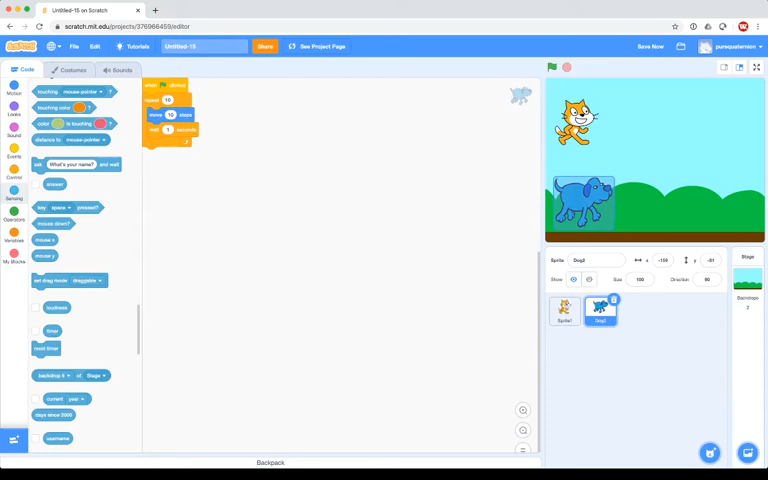 Untitled-15 on Scratch
scratch.mit.edu/projects/376966459/editor
SCRATCH File Edit Tutorials Untitled-15 Share See Project Page Save Now purequaternion
Code Costumes Sounds
Motion
Looks
Sound
Events
Control
Sensing
Operators
Variables
My Blocks
touching mouse-pointer ?
touching color ?
color is touching ?
distance to mouse-pointer
ask What's your name? and wait
answer
key space pressed?
mouse down?
mouse x
mouse y
set drag mode draggable
loudness
timer
reset timer
backdrop # of Stage
current year
days since 2000
username
when clicked
repeat 10
move 10 steps
wait 1 seconds
Sprite Dog2 x -159 y -81
Show Size 100 Direction 90
Sprite1
Dog2
Stage
Backdrops
2
Backpack